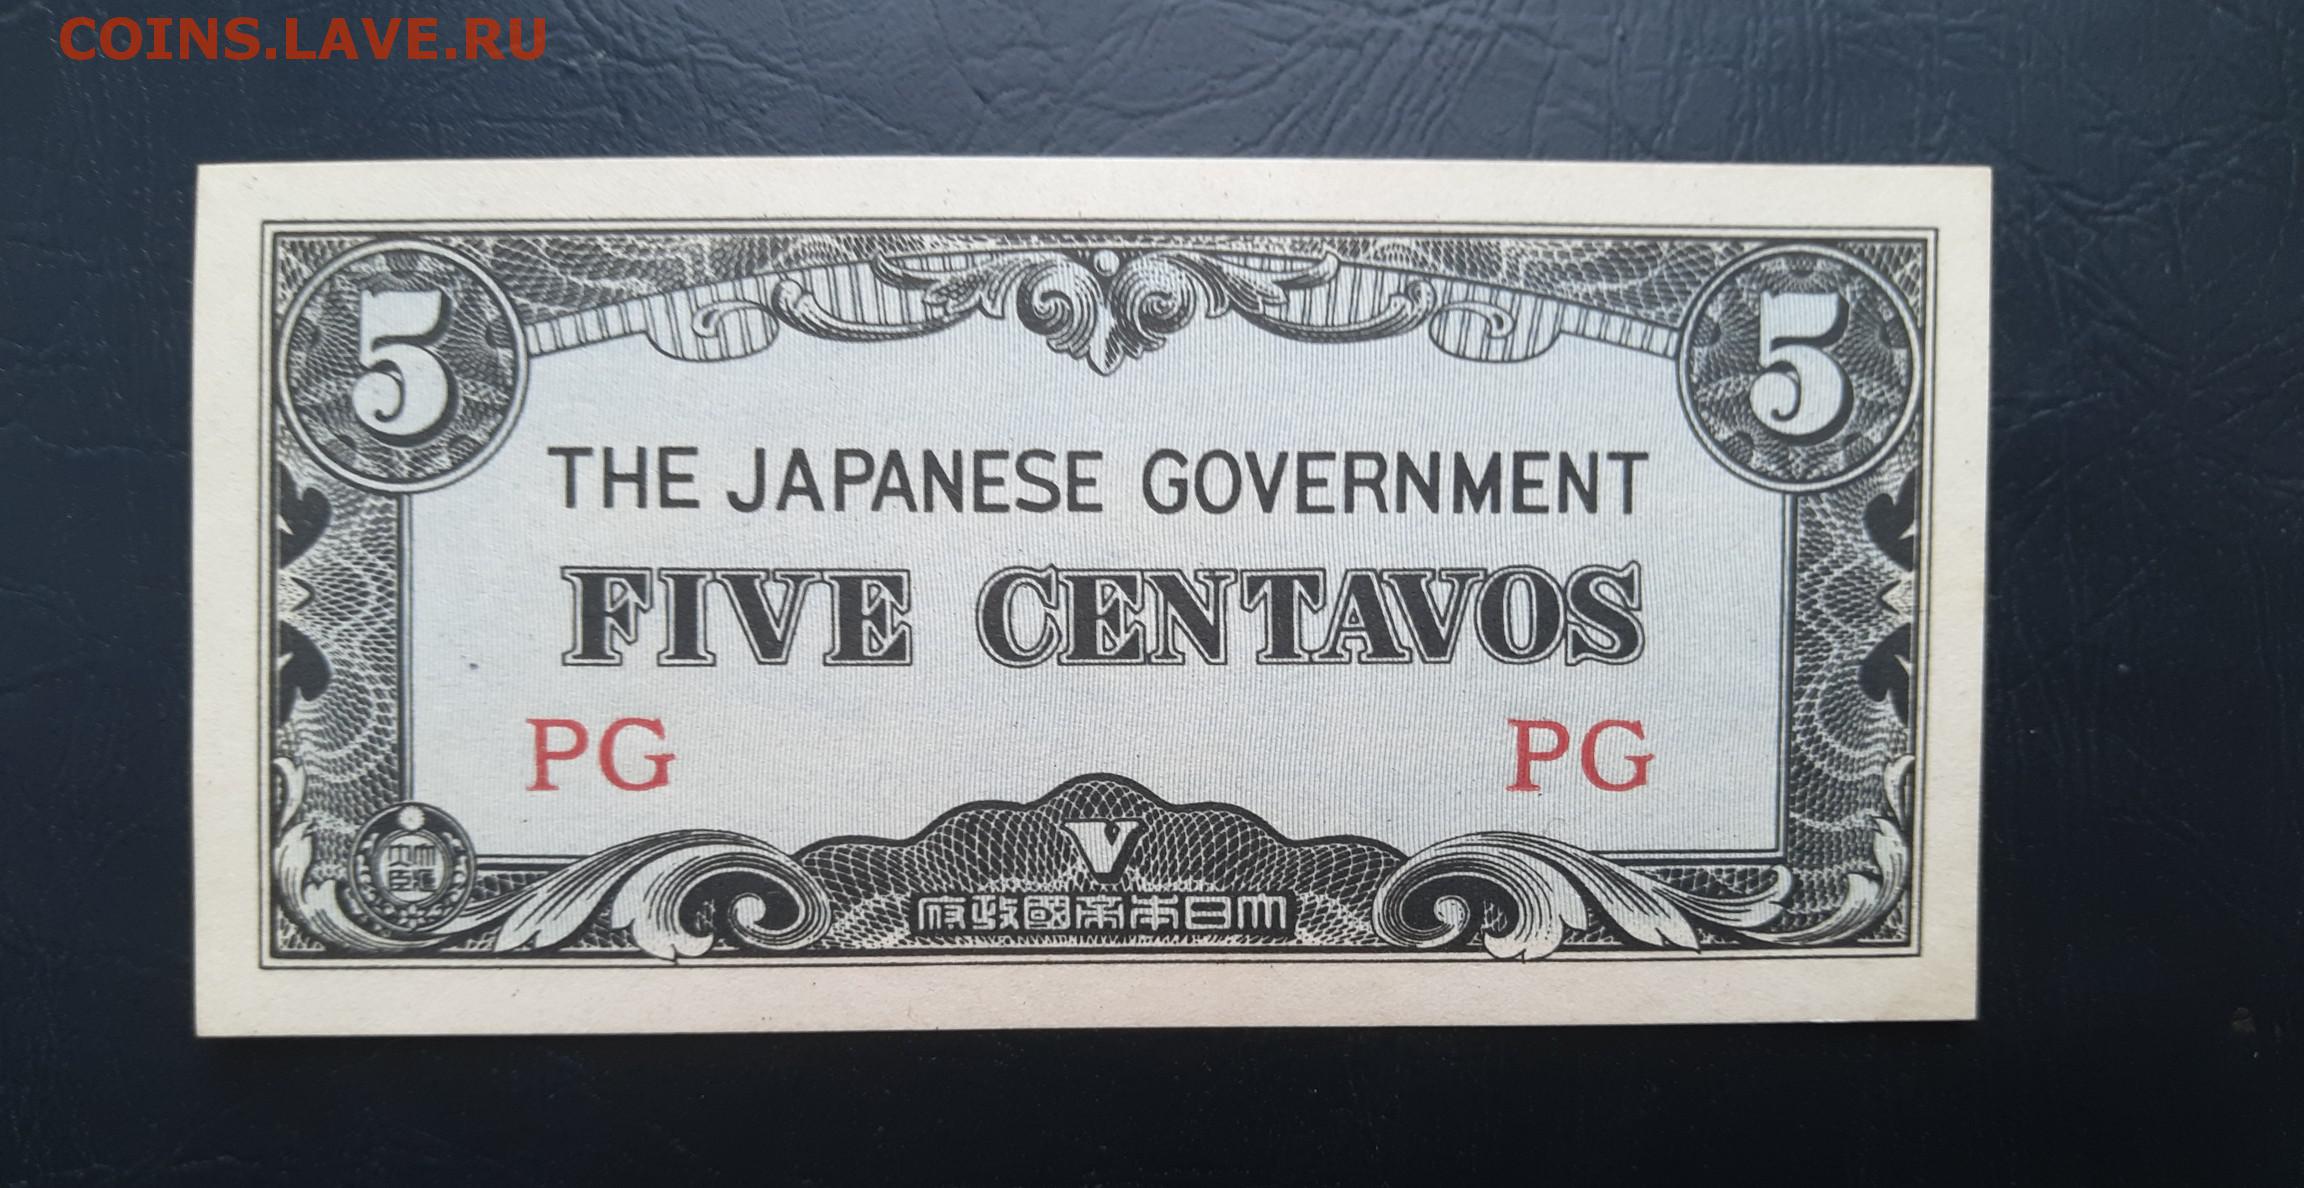 COINS.LAVE.RU
5 5
THE JAPANESE GOVERNMENT
FIVE CENTAVOS
PG PG
V
府政國帝本日大